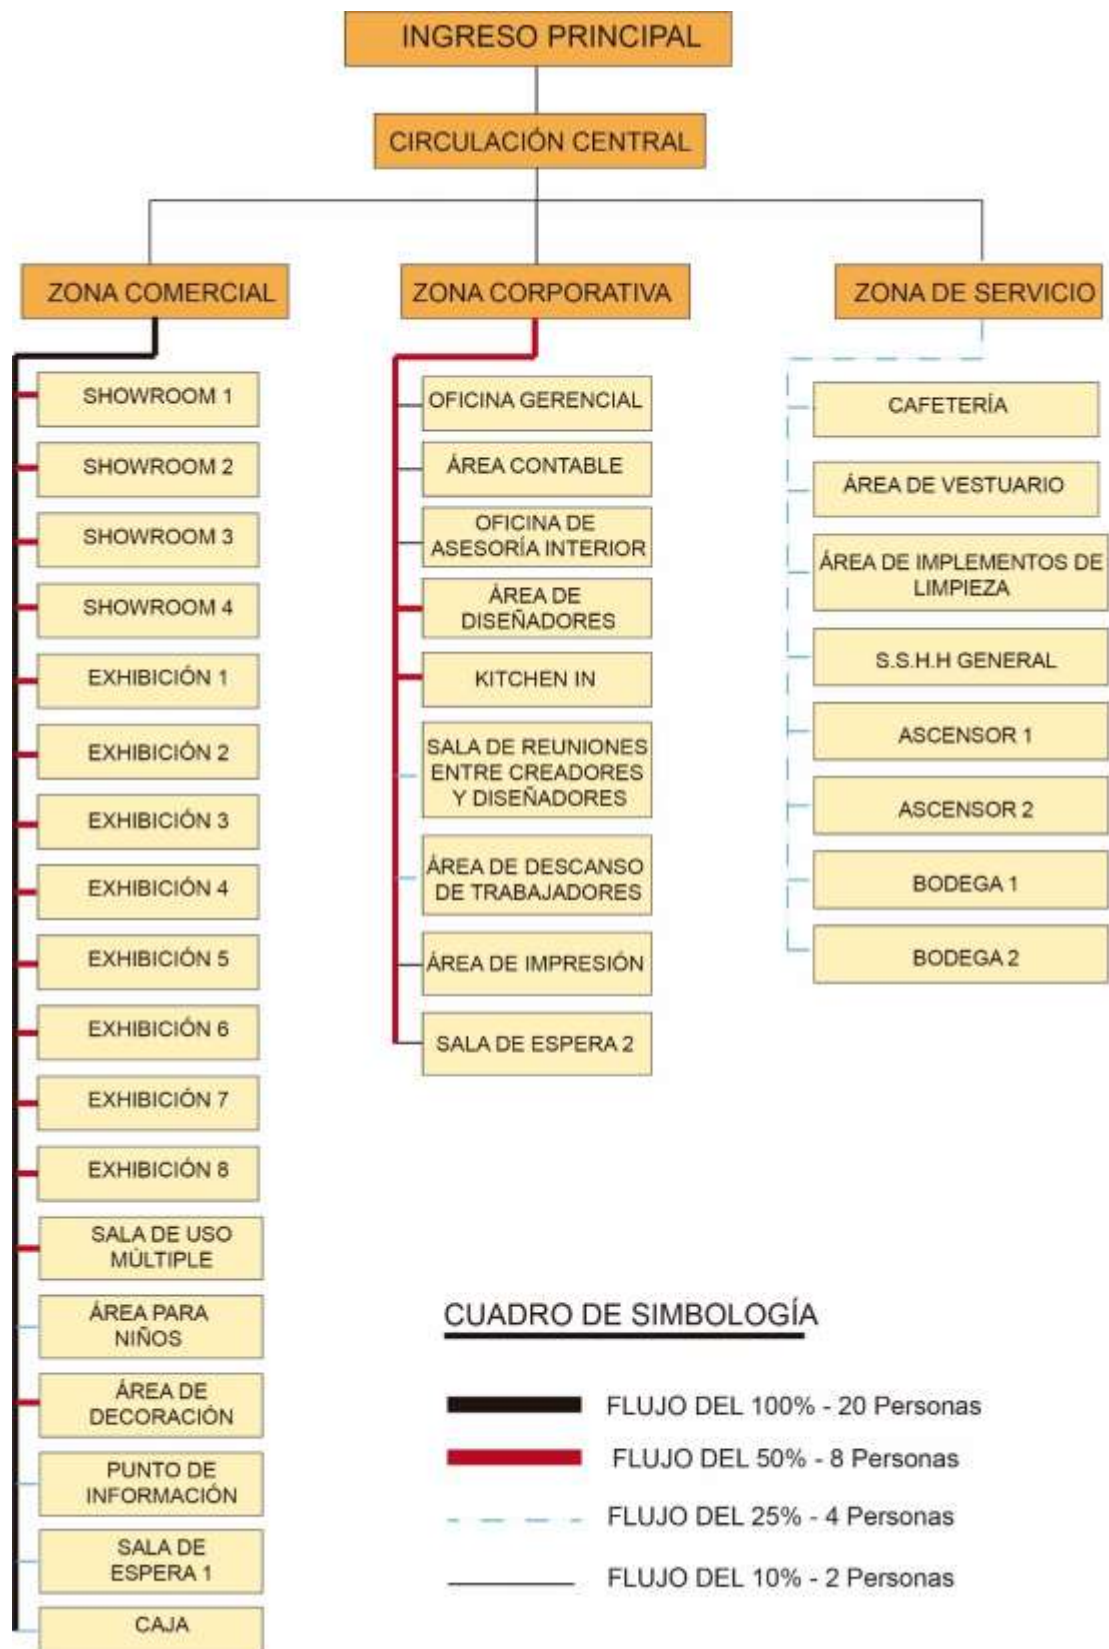 INGRESO PRINCIPAL
CIRCULACIÓN CENTRAL
ZONA COMERCIAL
SHOWROOM 1
SHOWROOM 2
SHOWROOM 3
SHOWROOM 4
EXHIBICIÓN 1
EXHIBICIÓN 2
EXHIBICIÓN 3
EXHIBICIÓN 4
EXHIBICIÓN 5
EXHIBICIÓN 6
EXHIBICIÓN 7
EXHIBICIÓN 8
SALA DE USO
MÚLTIPLE
ÁREA PARA
NIÑOS
ÁREA DE
DECORACIÓN
PUNTO DE
INFORMACIÓN
SALA DE
ESPERA 1
CAJA
ZONA CORPORATIVA
OFICINA GERENCIAL
ÁREA CONTABLE
OFICINA DE
ASESORÍA INTERIOR
ÁREA DE
DISEÑADORES
KITCHEN IN
SALA DE REUNIONES
ENTRE CREADORES
Y DISEÑADORES
ÁREA DE DESCANSO
DE TRABAJADORES
ÁREA DE IMPRESIÓN
SALA DE ESPERA 2
ZONA DE SERVICIO
CAFETERÍA
ÁREA DE VESTUARIO
ÁREA DE IMPLEMENTOS DE
LIMPIEZA
S.S.H.H GENERAL
ASCENSOR 1
ASCENSOR 2
BODEGA 1
BODEGA 2
CUADRO DE SIMBOLOGÍA
FLUJO DEL 100% - 20 Personas
FLUJO DEL 50% - 8 Personas
FLUJO DEL 25% - 4 Personas
FLUJO DEL 10% - 2 Personas